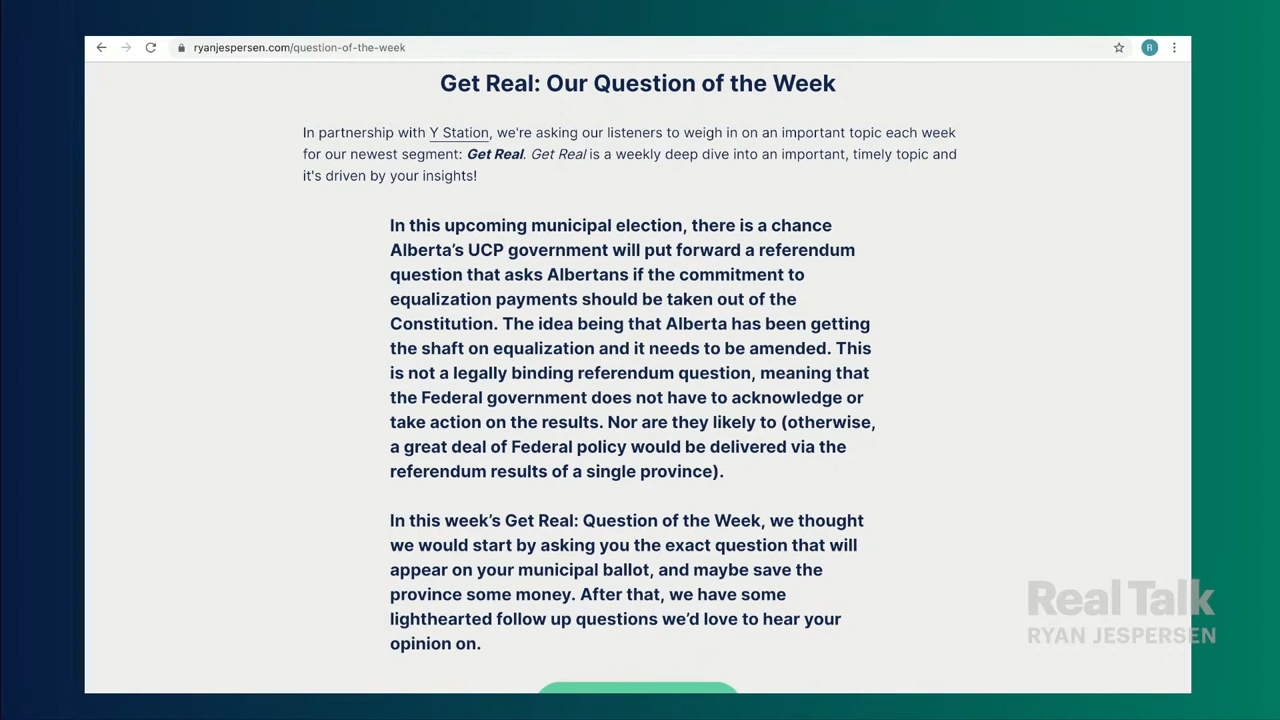 ryanjespersen.com/question-of-the-week
R
Get Real: Our Question of the Week
In partnership with Y Station, we're asking our listeners to weigh in on an important topic each week
for our newest segment: Get Real. Get Real is a weekly deep dive into an important, timely topic and
it's driven by your insights!
In this upcoming municipal election, there is a chance
Alberta’s UCP government will put forward a referendum
question that asks Albertans if the commitment to
equalization payments should be taken out of the
Constitution. The idea being that Alberta has been getting
the shaft on equalization and it needs to be amended. This
is not a legally binding referendum question, meaning that
the Federal government does not have to acknowledge or
take action on the results. Nor are they likely to (otherwise,
a great deal of Federal policy would be delivered via the
referendum results of a single province).
In this week’s Get Real: Question of the Week, we thought
we would start by asking you the exact question that will
appear on your municipal ballot, and maybe save the
province some money. After that, we have some
lighthearted follow up questions we’d love to hear your
opinion on.
Real Talk
RYAN JESPERSEN